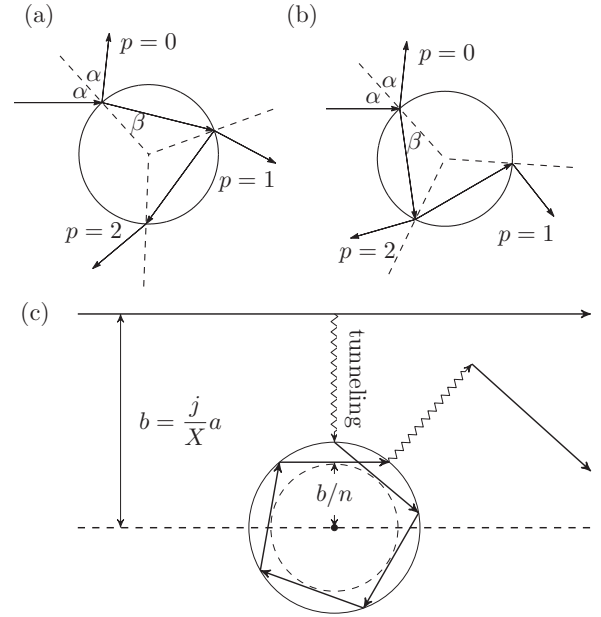 (a)
p = 0
α
α
β
p = 1
p = 2
(b)
p = 0
α
α
β
p = 1
p = 2
(c)
b = j/X a
tunneling
b/n